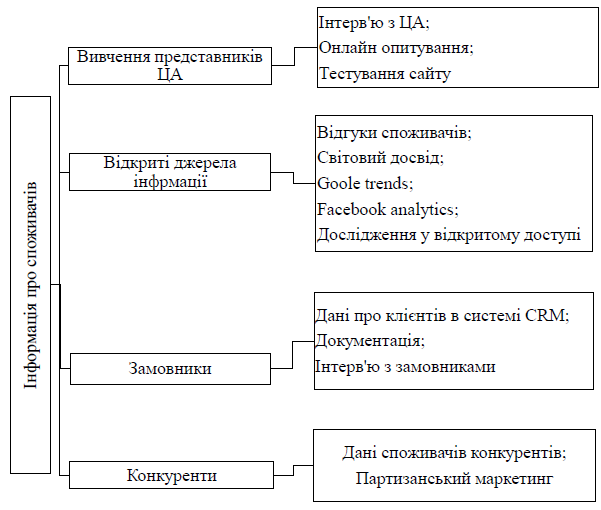 Інформація про споживачів
Вивчення представників
ЦА
Інтерв'ю з ЦА;
Онлайн опитування;
Тестування сайту
Відкриті джерела
інфрмації
Відгуки споживачів;
Світовий досвід;
Goole trends;
Facebook analytics;
Дослідження у відкритому доступі
Замовники
Дані про клієнтів в системі CRM;
Документація;
Інтерв'ю з замовниками
Конкуренти
Дані споживачів конкурентів;
Партизанський маркетинг